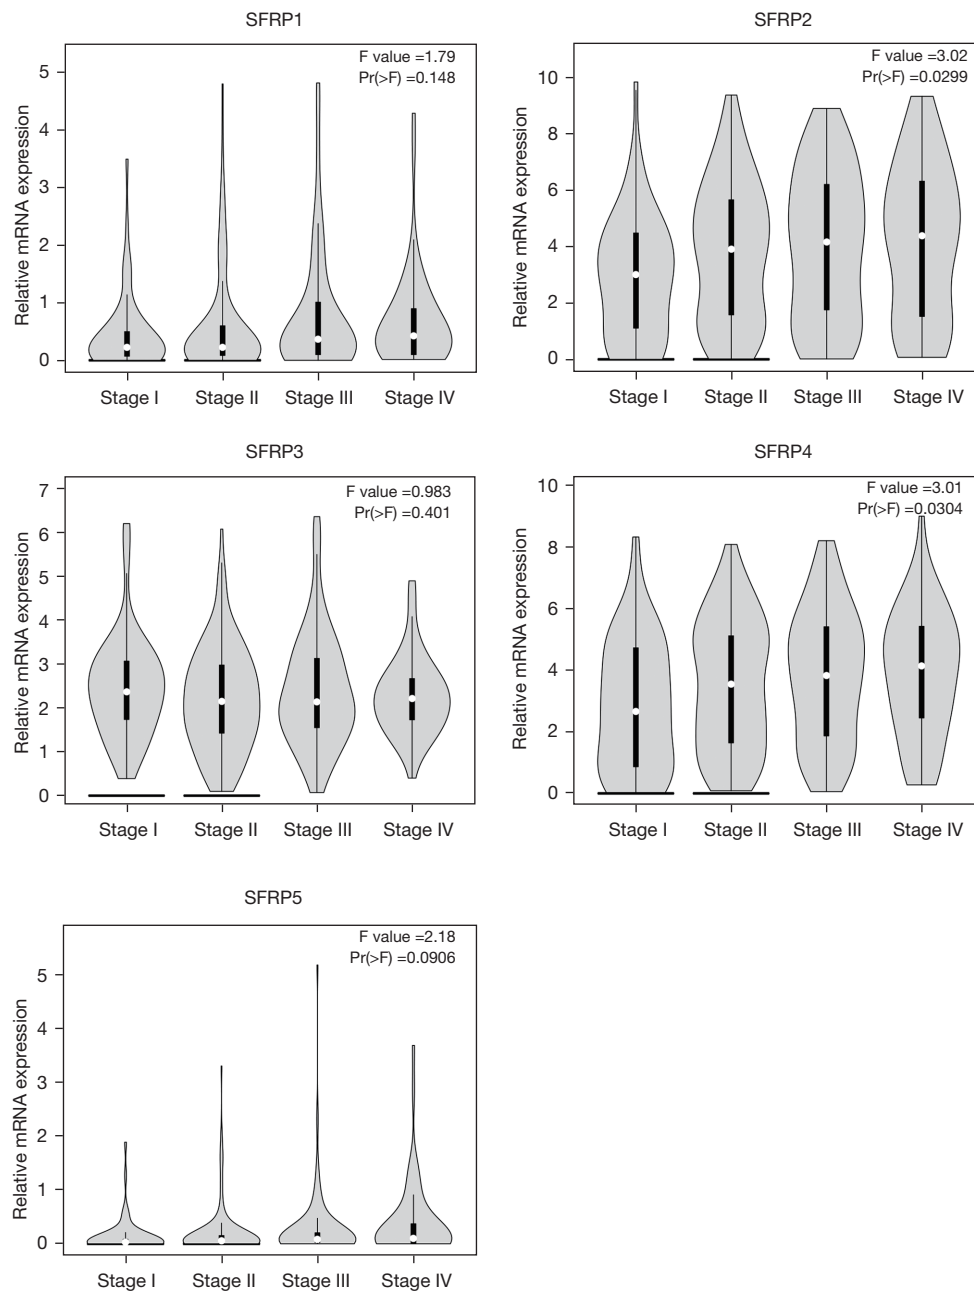 SFRP1
F value =1.79
Pr(>F) =0.148
Relative mRNA expression
5
4
3
2
1
0
Stage I Stage II Stage III Stage IV
SFRP2
F value =3.02
Pr(>F) =0.0299
Relative mRNA expression
10
8
6
4
2
0
Stage I Stage II Stage III Stage IV
SFRP3
F value =0.983
Pr(>F) =0.401
Relative mRNA expression
7
6
5
4
3
2
1
0
Stage I Stage II Stage III Stage IV
SFRP4
F value =3.01
Pr(>F) =0.0304
Relative mRNA expression
10
8
6
4
2
0
Stage I Stage II Stage III Stage IV
SFRP5
F value =2.18
Pr(>F) =0.0906
Relative mRNA expression
5
4
3
2
1
0
Stage I Stage II Stage III Stage IV